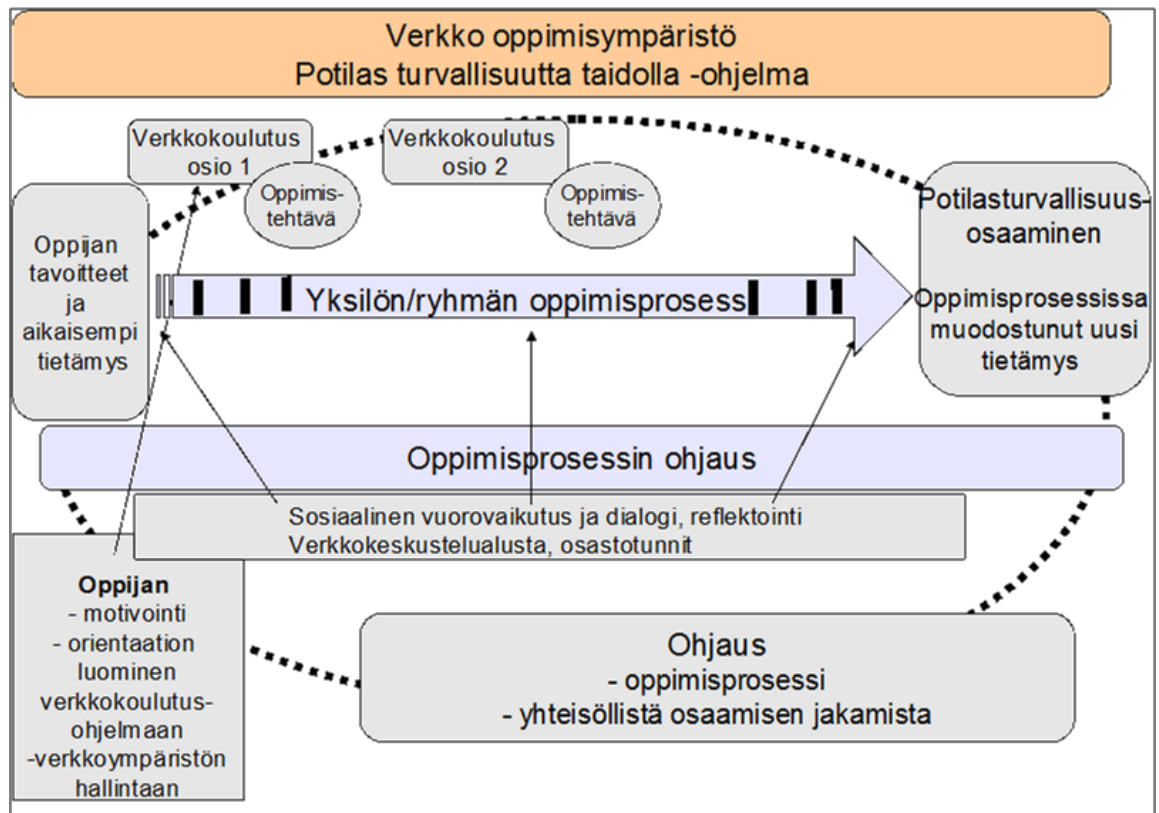 Verkko oppimisympäristö
Potilas turvallisuutta taidolla -ohjelma
Verkkokoulutus
osio 1
Oppimis-
tehtävä
Verkkokoulutus
osio 2
Oppimis-
tehtävä
Oppijan
tavoitteet
ja
aikaisempi
tietämys
Yksilön/ryhmän oppimisprosess
Potilasturvallisuus-
osaaminen
Oppimisprosessissa
muodostunut uusi
tietämys
Oppimisprosessin ohjaus
Sosiaalinen vuorovaikutus ja dialogi, reflektointi
Verkkokeskustelualusta, osastotunnit
Oppijan
- motivointi
- orientaation
luominen
verkkokoulutus-
ohjelmaan
-verkkoympäristön
hallintaan
Ohjaus
- oppimisprosessi
- yhteisöllistä osaamisen jakamista